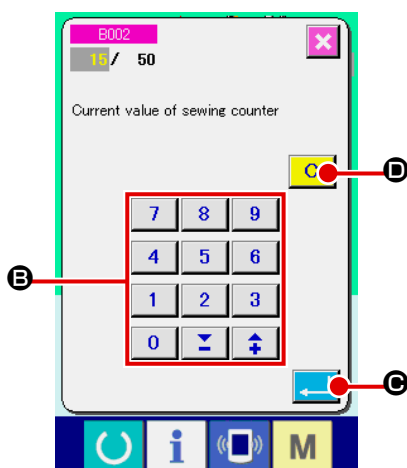 B002
15/ 50
Current value of sewing counter
C
D
7 8 9
4 5 6
B
1 2 3
0
C
i M